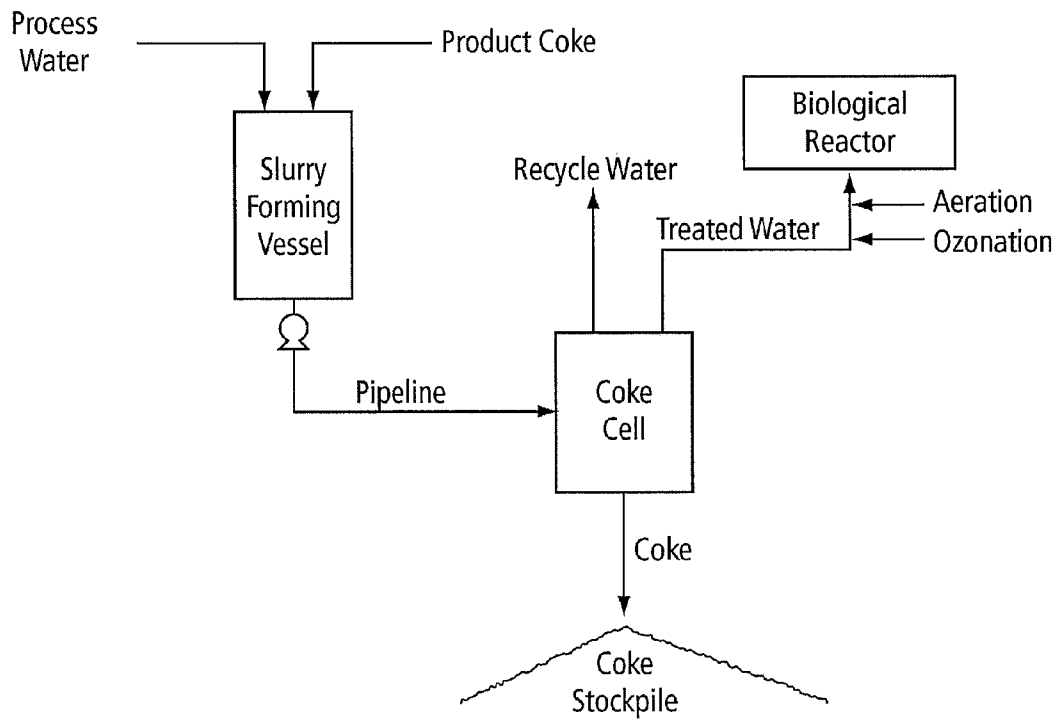 Process
Water
Product Coke
Slurry
Forming
Vessel
Biological
Reactor
Recycle Water
Aeration
Treated Water
Ozonation
Pipeline
Coke
Cell
Coke
Coke
Stockpile